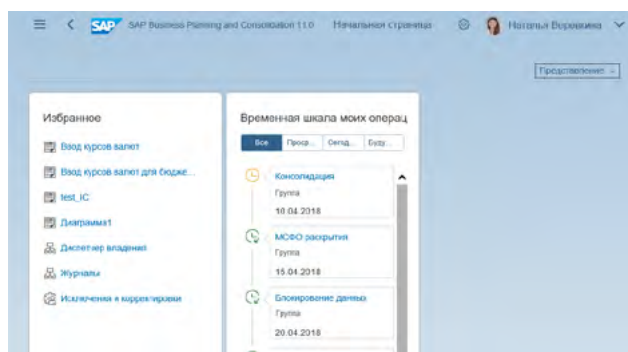 SAP SAP Business Planning and Consolidation 11.0 Начальная страница Наталья Воронкина
Представление
Избранное
Ввод курсов валют
Ввод курсов валют для бюдже...
test_IC
Диаграмма1
Диспетчер владения
Журналы
Исключения и корректировки
Временная шкала моих операц
Все Проср... Сегод... Буду...
Консолидация
Группа
10.04.2018
МСФО раскрытия
Группа
15.04.2018
Блокирование данных
Группа
20.04.2018